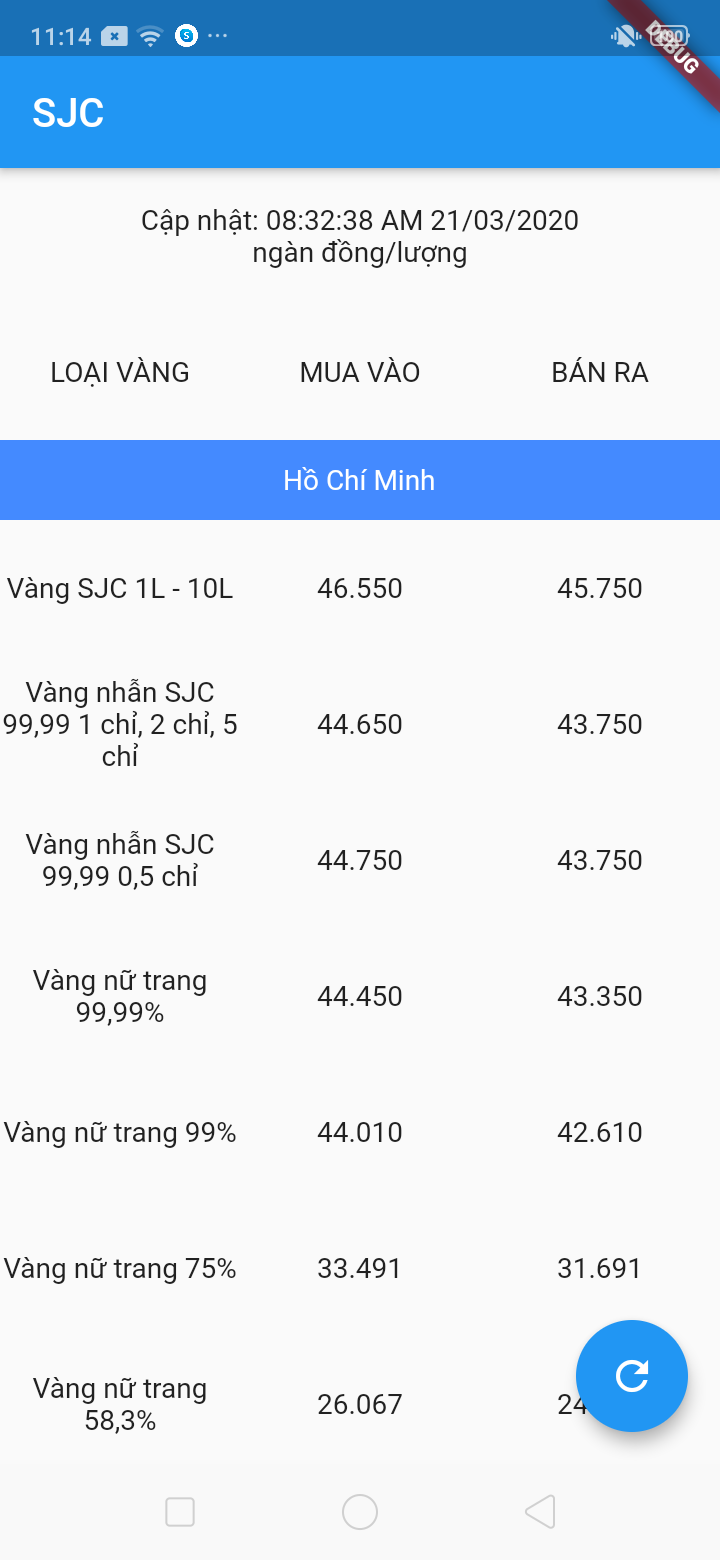 11:14
DEBUG
SJC
Cập nhật: 08:32:38 AM 21/03/2020
ngàn đồng/lượng
LOẠI VÀNG MUA VÀO BÁN RA
Hồ Chí Minh
Vàng SJC 1L - 10L 46.550 45.750
Vàng nhẫn SJC
99,99 1 chỉ, 2 chỉ, 5
chỉ
44.650 43.750
Vàng nhẫn SJC
99,99 0,5 chỉ
44.750 43.750
Vàng nữ trang
99,99%
44.450 43.350
Vàng nữ trang 99% 44.010 42.610
Vàng nữ trang 75% 33.491 31.691
Vàng nữ trang
58,3%
26.067